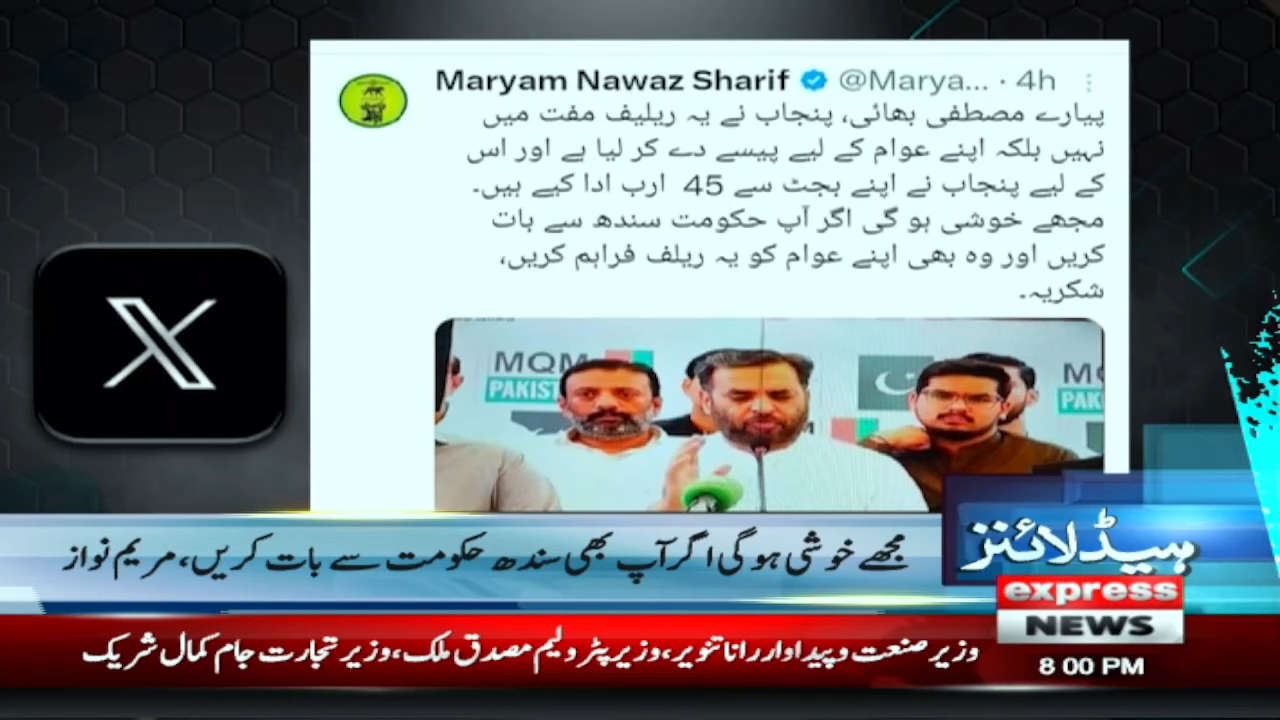 Maryam Nawaz Sharif @Marya... · 4h
پیارے مصطفی بھائی، پنجاب نے یہ ریلیف مفت میں
نہیں بلکہ اپنے عوام کے لیے پیسے دے کر لیا ہے اور اس
کے لیے پنجاب نے اپنے بجٹ سے 45 ارب ادا کیے ہیں۔
مجھے خوشی ہو گی اگر آپ حکومت سندھ سے بات
کریں اور وہ بھی اپنے عوام کو یہ ریلف فراہم کریں،
شکریہ۔
MQM
PAKIST
MQ
PAK
ہیڈلائنز
مجھے خوشی ہوگی اگر آپ بھی سندھ حکومت سے بات کریں، مریم نواز
express
NEWS
وزیر صنعت و پیداوار رانا تنویر، وزیر پٹرولیم مصدق ملک، وزیر تجارت جام کمال شریک
8:00 PM